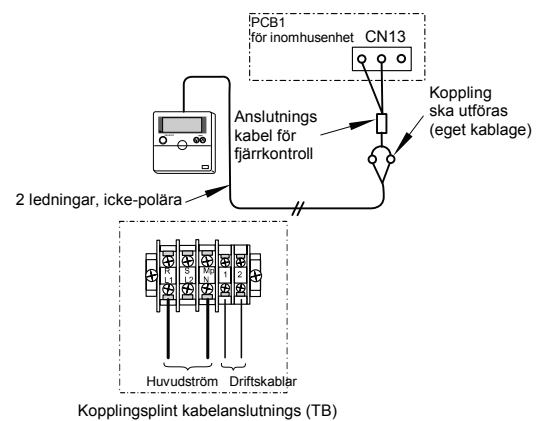 PCB1
för inomhusenhet
CN13
Koppling
ska utföras
(eget kablage)
Anslutnings
kabel för
fjärrkontroll
2 ledningar, icke-polära
R S Mp
L1 L2 N 1 2
Huvudström Driftskablar
Kopplingsplint kabelanslutnings (TB)